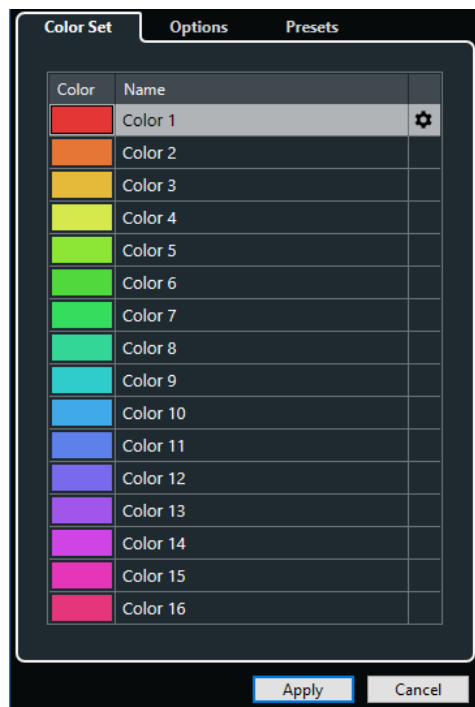 Color Set Options Presets
Color Name
Color 1
Color 2
Color 3
Color 4
Color 5
Color 6
Color 7
Color 8
Color 9
Color 10
Color 11
Color 12
Color 13
Color 14
Color 15
Color 16
Apply Cancel